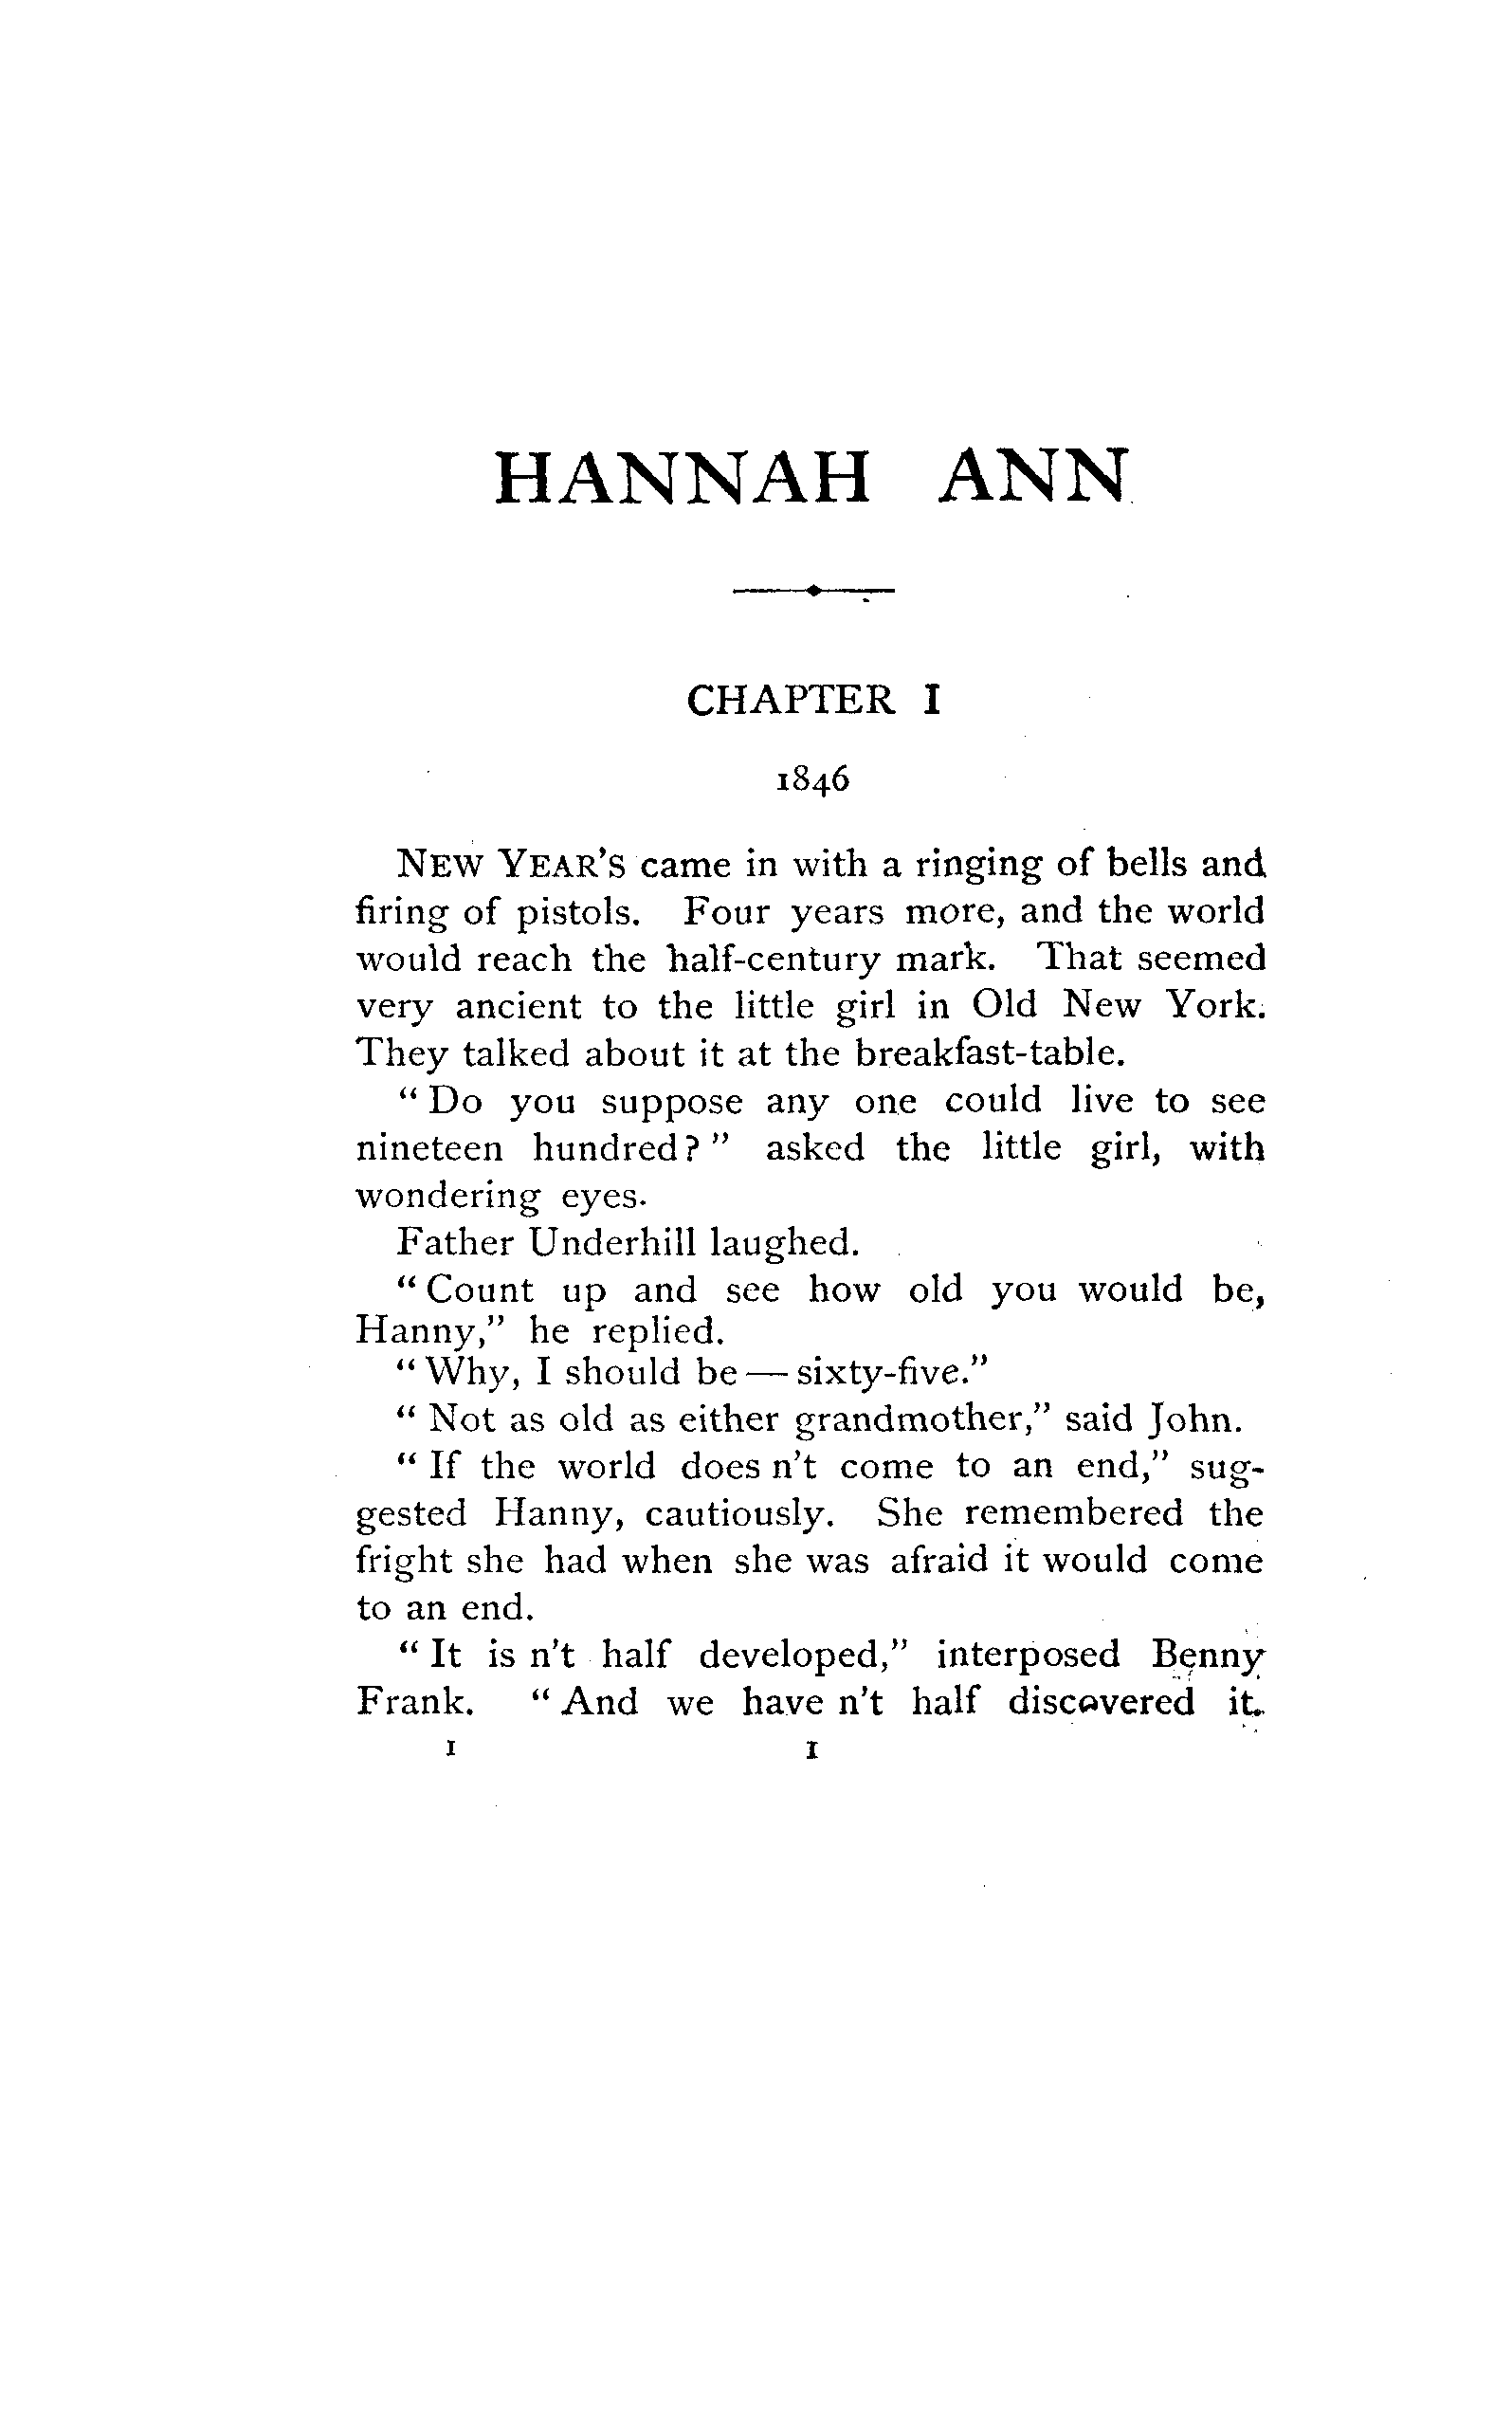 HANNAH ANN
CHAPTER I
1846
NEW YEAR'S came in with a ringing of bells and
firing of pistols. Four years more, and the world
would reach the half-century mark. That seemed
very ancient to the little girl in Old New York.
They talked about it at the breakfast-table.
"Do you suppose any one could live to see
nineteen hundred?" asked the little girl, with
wondering eyes.
Father Underhill laughed.
"Count up and see how old you would be,
Hanny," he replied.
"Why, I should be — sixty-five."
"Not as old as either grandmother," said John.
"If the world does n't come to an end," sug-
gested Hanny, cautiously. She remembered the
fright she had when she was afraid it would come
to an end.
"It is n't half developed," interposed Benny
Frank. "And we have n't half discovered it.
1 1